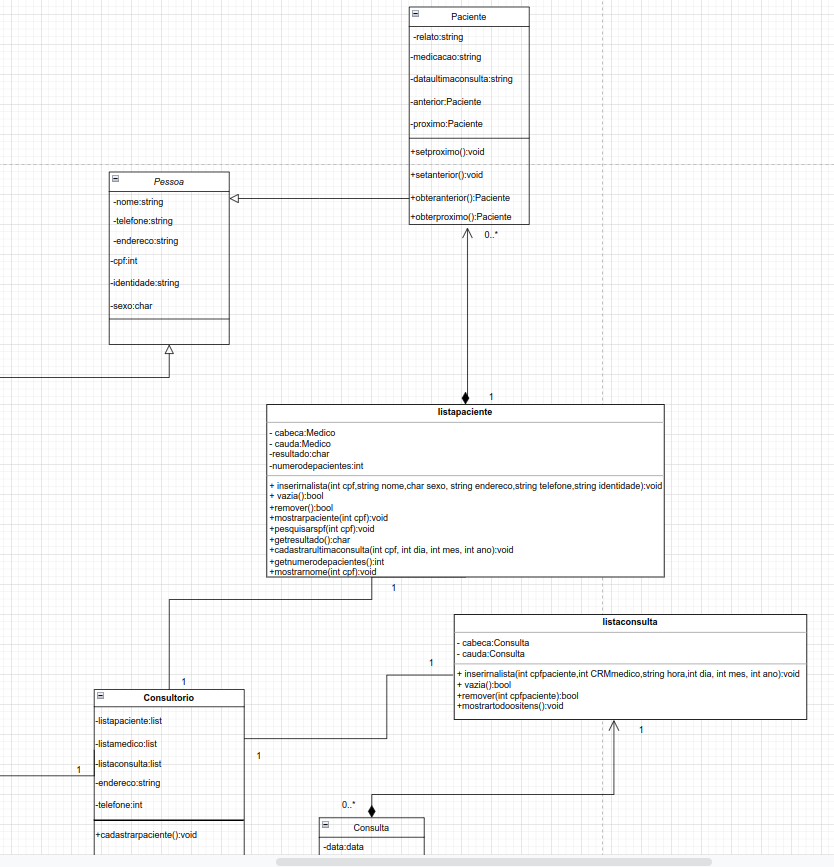 Paciente
-relato:string
-medicacao:string
-dataultimaconsulta:string
-anterior:Paciente
-proximo:Paciente
+setproximo():void
+setanterior():void
+obteranterior():Paciente
+obterproximo():Paciente
0..*
Pessoa
-nome:string
-telefone:string
-endereco:string
-cpf:int
-identidade:string
-sexo:char
1
listapaciente
- cabeca:Medico
- cauda:Medico
-resultado:char
-numerodepacientes:int
+ inserirnalista(int cpf,string nome,char sexo, string endereco,string telefone,string identidade):void
+ vazia():bool
+remover():bool
+mostrarpaciente(int cpf):void
+pesquisarspf(int cpf):void
+getresultado():char
+cadastrarultimaconsulta(int cpf, int dia, int mes, int ano):void
+getnumerodepacientes():int
+mostrarnome(int cpf):void
1
listaconsulta
- cabeca:Consulta
- cauda:Consulta
+ inserirnalista(int cpfpaciente,int CRMmedico,string hora,int dia, int mes, int ano):void
+ vazia():bool
+remover(int cpfpaciente):bool
+mostrartodoositens():void
1
1
1
Consultorio
-listapaciente:list
-listamedico:list
-listaconsulta:list
-endereco:string
-telefone:int
+cadastrarpaciente():void
1
1
0..*
Consulta
-data:data